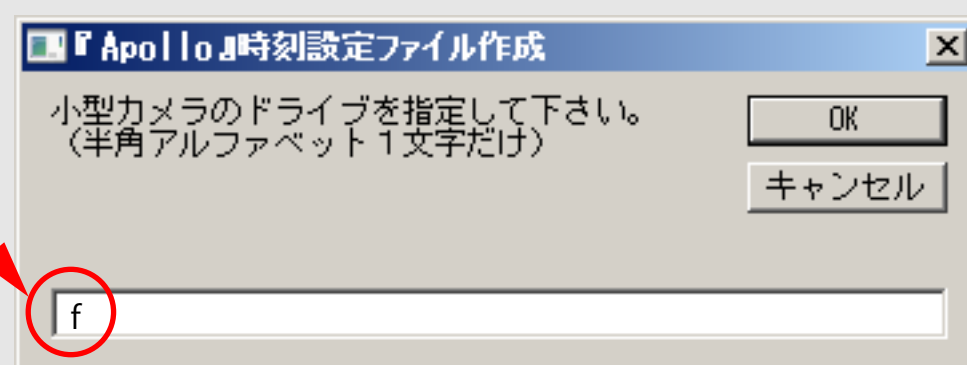 『Apollo』時刻設定ファイル作成
小型カメラのドライブを指定して下さい。
(半角アルファベット1文字だけ)
OK
キャンセル
f